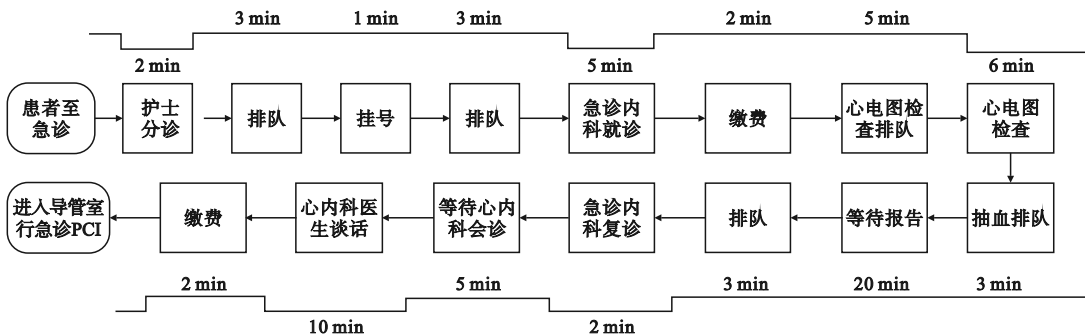 3 min
1 min
3 min
2 min
5 min
2 min
5 min
6 min
患者至
急诊
护士
分诊
排队
挂号
排队
急诊内
科就诊
缴费
心电图检
查排队
心电图
检查
进入导管室
行急诊PCI
缴费
心内科医
生谈话
等待心内
科会诊
急诊内
科复诊
排队
等待报告
抽血排队
2 min
5 min
3 min
20 min
3 min
10 min
2 min